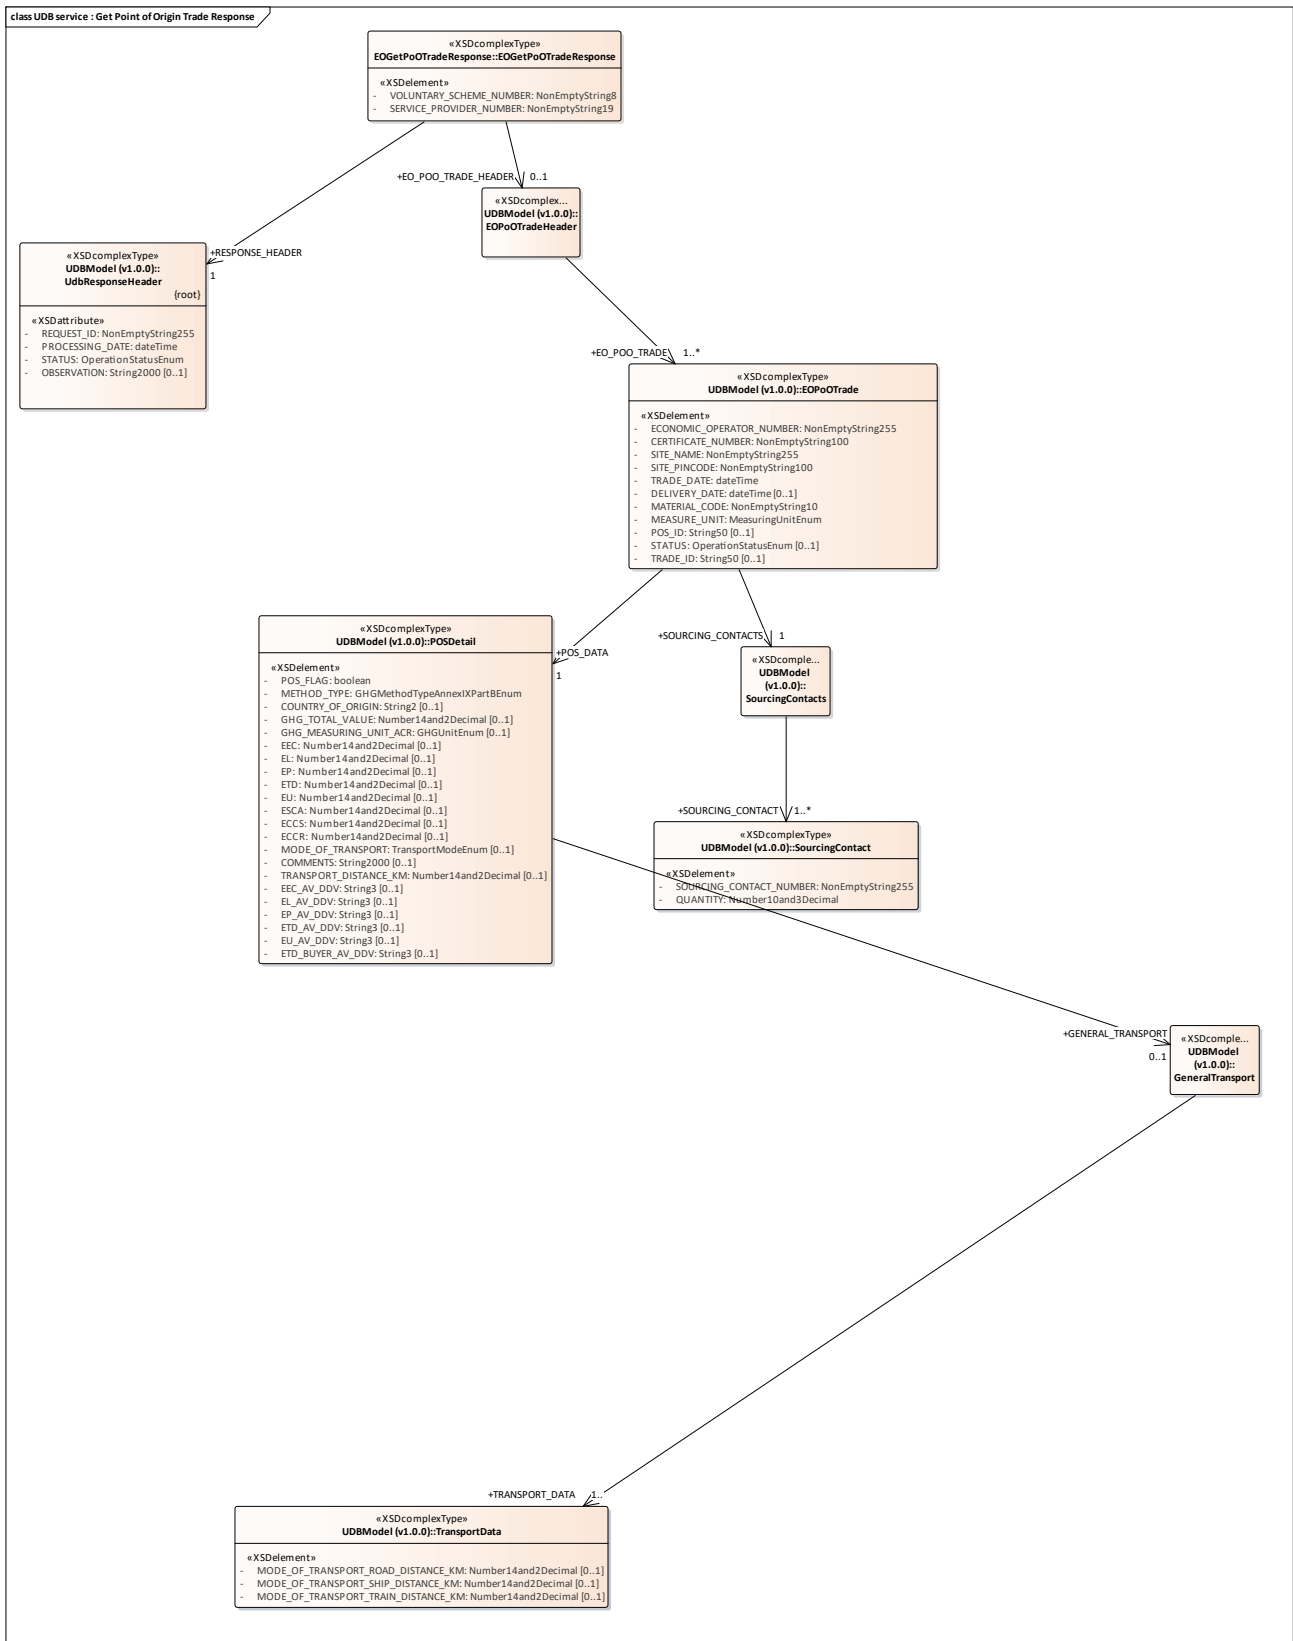 class UDB service : Get Point of Origin Trade Response
«XSDcomplexType»
EOGetPoOTradeResponse::EOGetPoOTradeResponse
«XSDelement»
- VOLUNTARY_SCHEME_NUMBER: NonEmptyString8
- SERVICE_PROVIDER_NUMBER: NonEmptyString19
+EO_POO_TRADE_HEADER 0..1
«XSDcomplex...
UDBModel (v1.0.0)::
EOPoOTradeHeader
+RESPONSE_HEADER
1
«XSDcomplexType»
UDBModel (v1.0.0)::
UdbResponseHeader
{root}
«XSDattribute»
- REQUEST_ID: NonEmptyString255
- PROCESSING_DATE: dateTime
- STATUS: OperationStatusEnum
- OBSERVATION: String2000 [0..1]
+EO_POO_TRADE 1..*
«XSDcomplexType»
UDBModel (v1.0.0)::EOPoOTrade
«XSDelement»
- ECONOMIC_OPERATOR_NUMBER: NonEmptyString255
- CERTIFICATE_NUMBER: NonEmptyString100
- SITE_NAME: NonEmptyString255
- SITE_PINCODE: NonEmptyString100
- TRADE_DATE: dateTime
- DELIVERY_DATE: dateTime [0..1]
- MATERIAL_CODE: NonEmptyString10
- MEASURE_UNIT: MeasuringUnitEnum
- POS_ID: String50 [0..1]
- STATUS: OperationStatusEnum [0..1]
- TRADE_ID: String50 [0..1]
+POS_DATA
1
«XSDcomplexType»
UDBModel (v1.0.0)::POSDetail
«XSDelement»
- POS_FLAG: boolean
- METHOD_TYPE: GHGMethodTypeAnnexIXPartBEnum
- COUNTRY_OF_ORIGIN: String2 [0..1]
- GHG_TOTAL_VALUE: Number14and2Decimal [0..1]
- GHG_MEASURING_UNIT_ACR: GHGUnitEnum [0..1]
- EEC: Number14and2Decimal [0..1]
- EL: Number14and2Decimal [0..1]
- EP: Number14and2Decimal [0..1]
- ETD: Number14and2Decimal [0..1]
- EU: Number14and2Decimal [0..1]
- ESCA: Number14and2Decimal [0..1]
- ECCS: Number14and2Decimal [0..1]
- ECCR: Number14and2Decimal [0..1]
- MODE_OF_TRANSPORT: TransportModeEnum [0..1]
- COMMENTS: String2000 [0..1]
- TRANSPORT_DISTANCE_KM: Number14and2Decimal [0..1]
- EEC_AV_DDV: String3 [0..1]
- EL_AV_DDV: String3 [0..1]
- EP_AV_DDV: String3 [0..1]
- ETD_AV_DDV: String3 [0..1]
- EU_AV_DDV: String3 [0..1]
- ETD_BUYER_AV_DDV: String3 [0..1]
+SOURCING_CONTACTS 1
«XSDcomple...
UDBModel
(v1.0.0)::
SourcingContacts
+SOURCING_CONTACT 1..*
«XSDcomplexType»
UDBModel (v1.0.0)::SourcingContact
«XSDelement»
- SOURCING_CONTACT_NUMBER: NonEmptyString255
- QUANTITY: Number10and3Decimal
+GENERAL_TRANSPORT
0..1
«XSDcomple...
UDBModel
(v1.0.0)::
GeneralTransport
+TRANSPORT_DATA 1..
«XSDcomplexType»
UDBModel (v1.0.0)::TransportData
«XSDelement»
- MODE_OF_TRANSPORT_ROAD_DISTANCE_KM: Number14and2Decimal [0..1]
- MODE_OF_TRANSPORT_SHIP_DISTANCE_KM: Number14and2Decimal [0..1]
- MODE_OF_TRANSPORT_TRAIN_DISTANCE_KM: Number14and2Decimal [0..1]